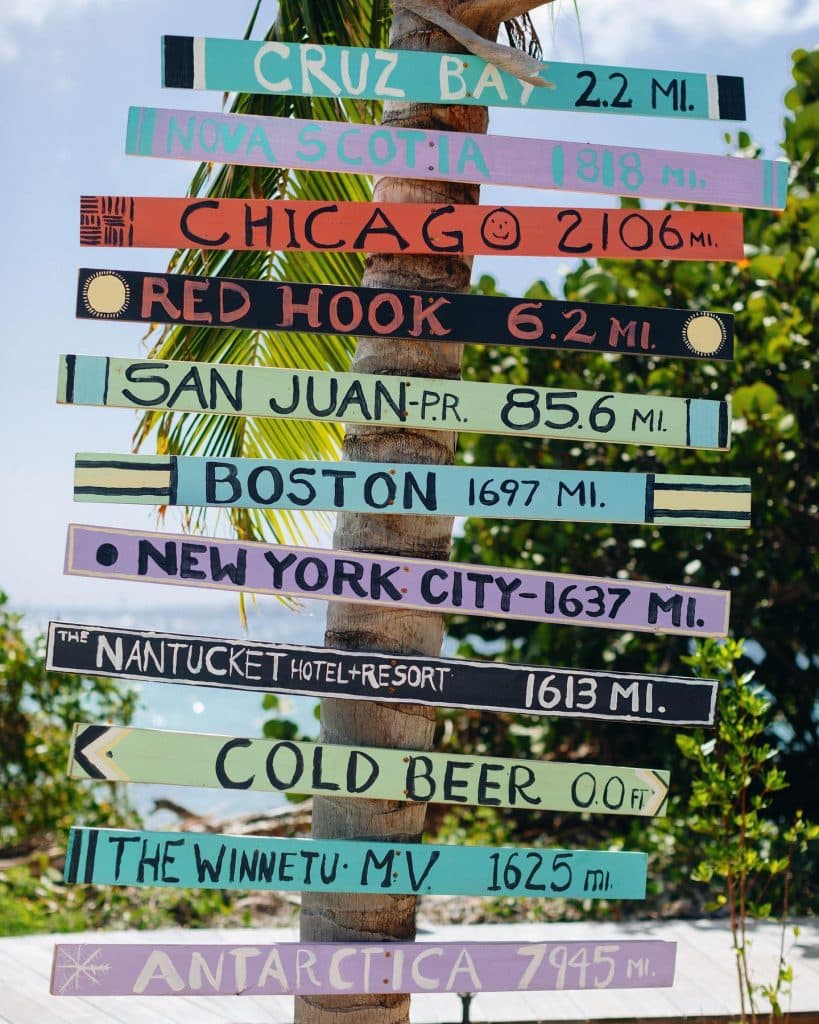 CRUZ BAY 2.2 MI.
NOVA SCOTIA 1818 MI.
CHICAGO 2106 MI.
RED HOOK 6.2 MI.
SAN JUAN-P.R. 85.6 MI.
BOSTON 1697 MI.
NEW YORK CITY-1637 MI.
THE NANTUCKET HOTEL+RESORT 1613 MI.
COLD BEER 0.0 FT
THE WINNETU· M.V. 1625 MI.
ANTARCTICA 7945 MI.